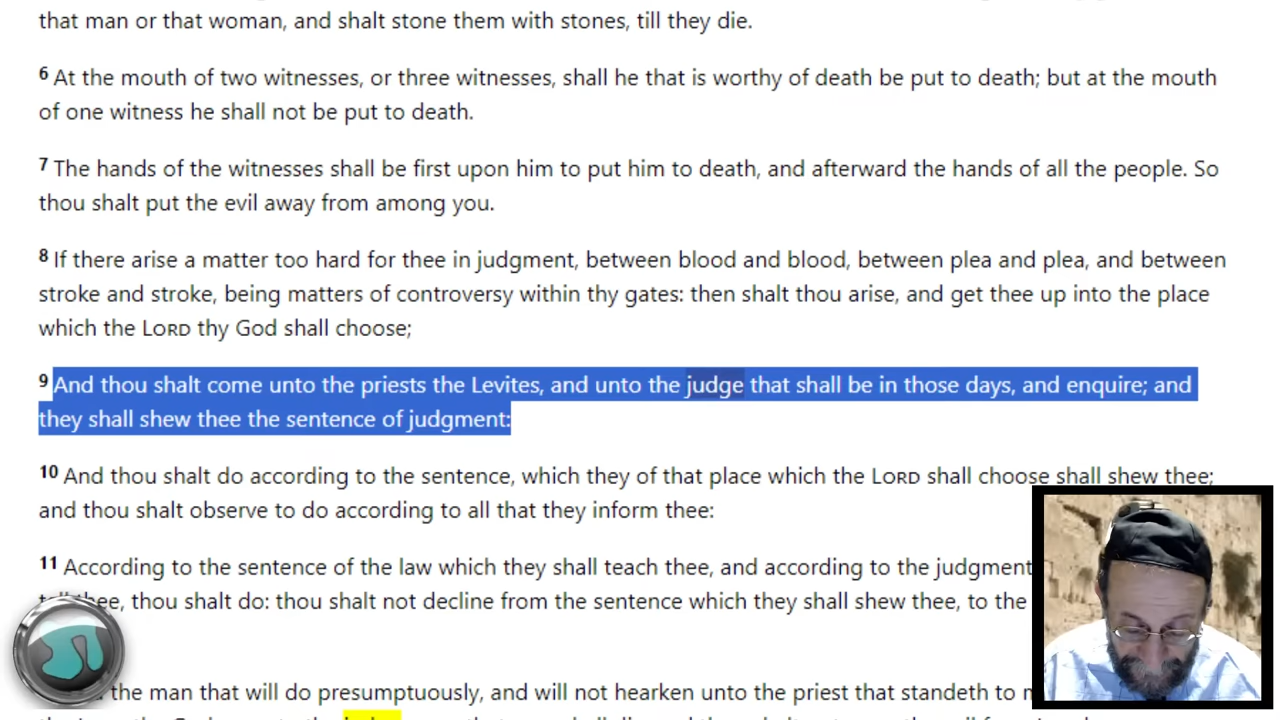 that man or that woman, and shalt stone them with stones, till they die.
6 At the mouth of two witnesses, or three witnesses, shall he that is worthy of death be put to death; but at the mouth
of one witness he shall not be put to death.
7 The hands of the witnesses shall be first upon him to put him to death, and afterward the hands of all the people. So
thou shalt put the evil away from among you.
8 If there arise a matter too hard for thee in judgment, between blood and blood, between plea and plea, and between
stroke and stroke, being matters of controversy within thy gates: then shalt thou arise, and get thee up into the place
which the LORD thy God shall choose;
9 And thou shalt come unto the priests the Levites, and unto the judge that shall be in those days, and enquire; and
they shall shew thee the sentence of judgment:
10 And thou shalt do according to the sentence, which they of that place which the LORD shall choose shall shew thee;
and thou shalt observe to do according to all that they inform thee:
11 According to the sentence of the law which they shall teach thee, and according to the judgment
thee, thou shalt do: thou shalt not decline from the sentence which they shall shew thee, to the
the man that will do presumptuously, and will not hearken unto the priest that standeth to